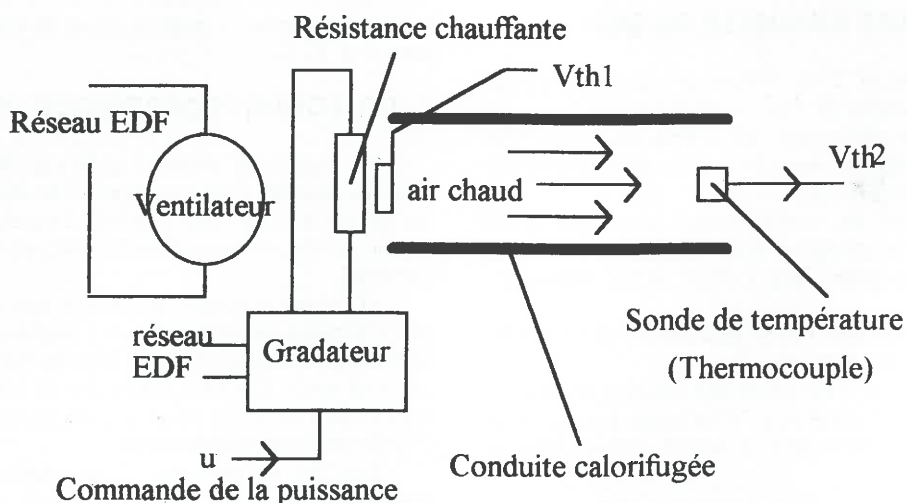 Résistance chauffante
Vth1
Réseau EDF
Ventilateur
air chaud
Vth2
réseau
EDF
Gradateur
Sonde de température
(Thermocouple)
u
Commande de la puissance
Conduite calorifugée